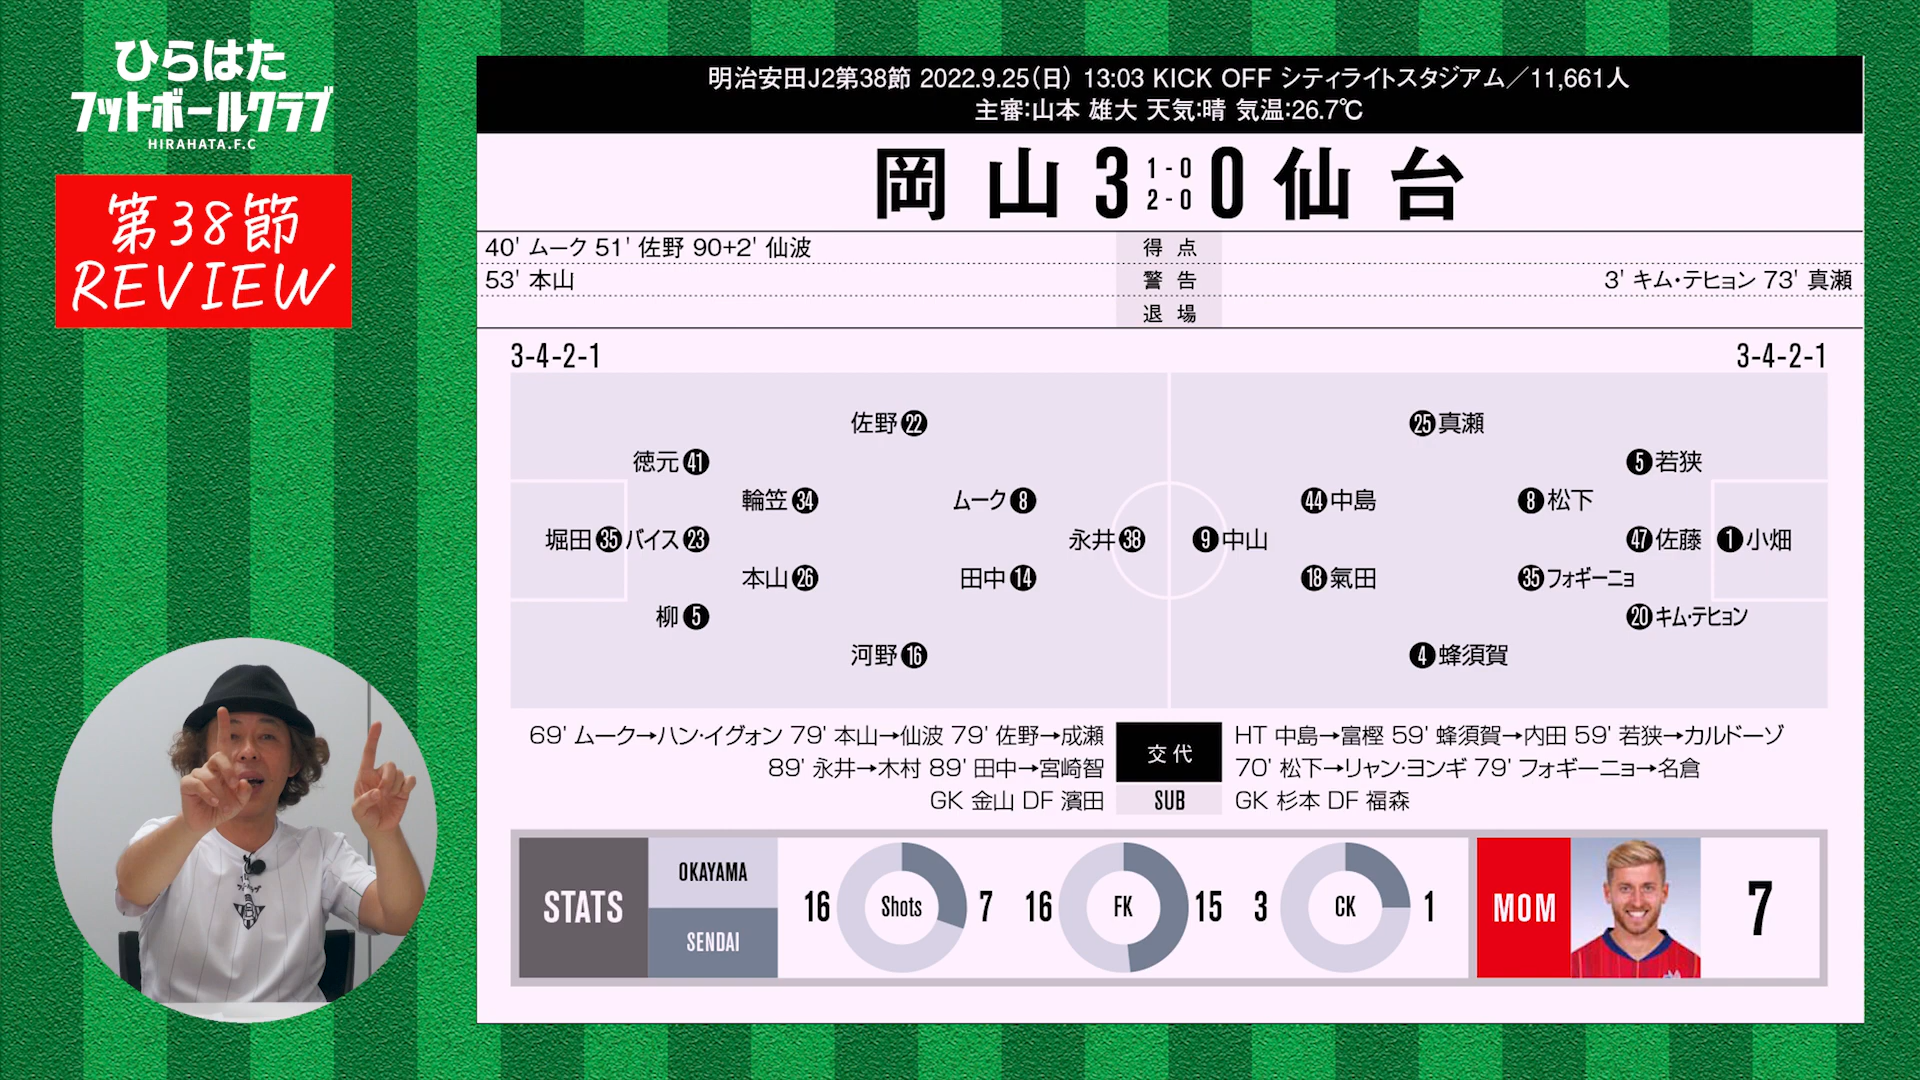 ひらはた
フットボールクラブ
HIRAHATA.F.C
第38節
REVIEW
明治安田J2第38節 2022.9.25(日) 13:03 KICK OFF シティライトスタジアム／11,661人
主審:山本 雄大 天気:晴 気温:26.7℃
岡山 3 1-0 0 仙台
2-0
40' ムーク 51' 佐野 90+2' 仙波 得点
53' 本山 警告 3' キム・テヒョン 73' 真瀬
退場
3-4-2-1 3-4-2-1
佐野 22 25 真瀬
徳元 41 5 若狭
輪笠 34 ムーク 8 44 中島 8 松下
堀田 35 バイス 23 永井 38 9 中山 47 佐藤 1 小畑
本山 26 田中 14 18 氣田 35 フォギーニョ
柳 5 20 キム・テヒョン
河野 16 4 蜂須賀
69' ムーク→ハン・イグォン 79' 本山→仙波 79' 佐野→成瀬
89' 永井→木村 89' 田中→宮崎智
交代
HT 中島→富樫 59' 蜂須賀→内田 59' 若狭→カルドーゾ
70' 松下→リャン・ヨンギ 79' フォギーニョ→名倉
GK 金山 DF 濱田 SUB GK 杉本 DF 福森
STATS
OKAYAMA
SENDAI
16 Shots 7 16 FK 15 3 CK 1
MOM 7